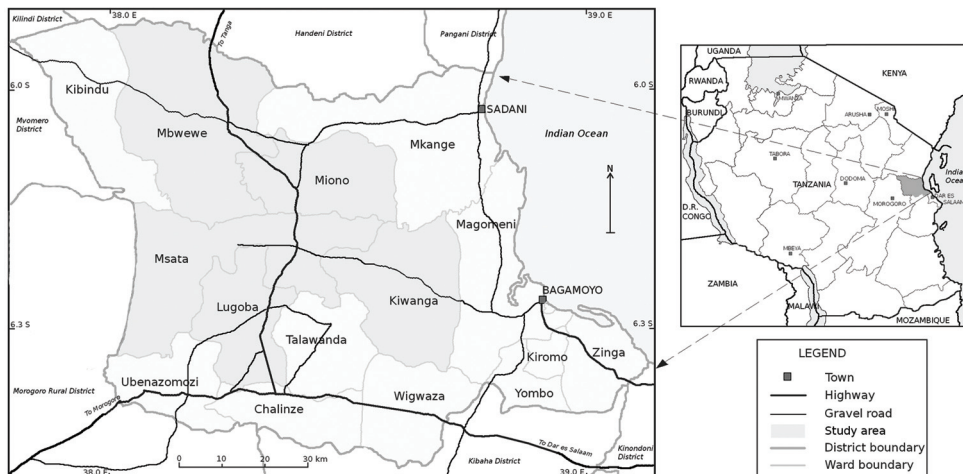 38.0 E
39.0 E
Kilindi District
To Tanga
Handeni District
Pangani District
6.0 S
Kibindu
Mvomero
District
Mbwewe
SADANI
Mkange
Indian Ocean
Miono
N
Magomeni
Msata
Lugoba
Kiwanga
BAGAMOYO
6.3 S
Talawanda
Kiromo
Zinga
Ubenazomozi
Wigwaza
Yombo
Morogoro Rural District
To Morogoro
Chalinze
To Dar es Salaam
Kinondoni
District
Kibaha District
38.0 E
0 10 20 30 km
39.0 E
UGANDA
KENYA
RWANDA
MWANZA
BURUNDI
ARUSHA
MOSHI
6.0 S
TABORA
DODOMA
TANZANIA
India
Ocea
MOROGORO
DAR ES
SALAAM
D.R.
CONGO
MBEYA
ZAMBIA
MALAWI
MOZAMBIQUE
6.3 S
LEGEND
Town
Highway
Gravel road
Study area
District boundary
Ward boundary